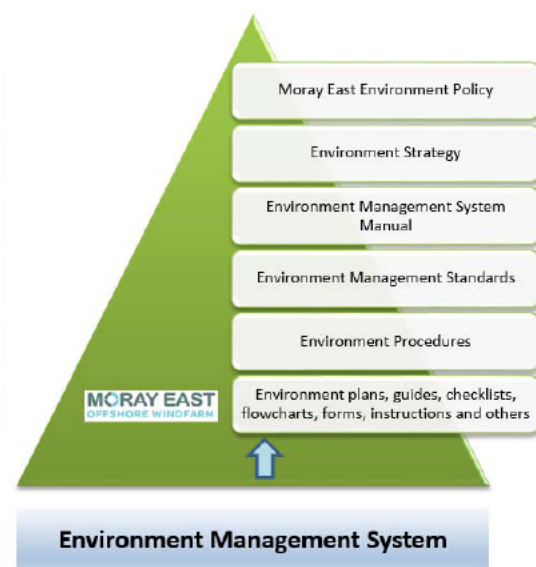 Moray East Environment Policy
Environment Strategy
Environment Management System
Manual
Environment Management Standards
Environment Procedures
MORAY EAST
OFFSHORE WINDFARM
Environment plans, guides, checklists,
flowcharts, forms, instructions and others
Environment Management System